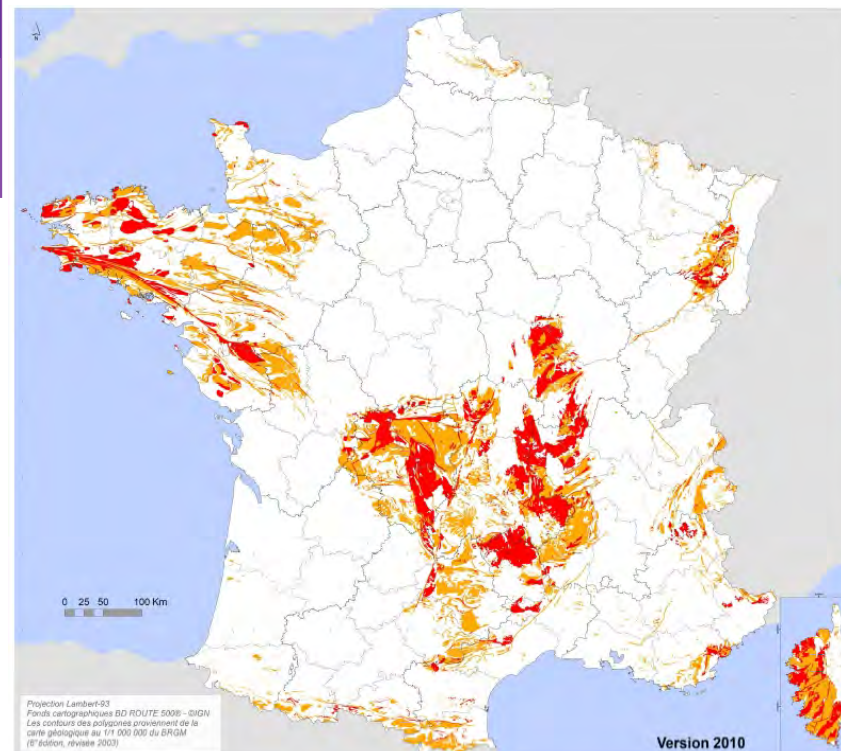 0 25 50 100 Km
Projection Lambert-93
Fonds cartographiques BD ROUTE 500® - ©IGN
Les contours des polygones proviennent de la
carte géologique au 1/1 000 000 du BRGM
(6° édition, révisée 2003)
Version 2010